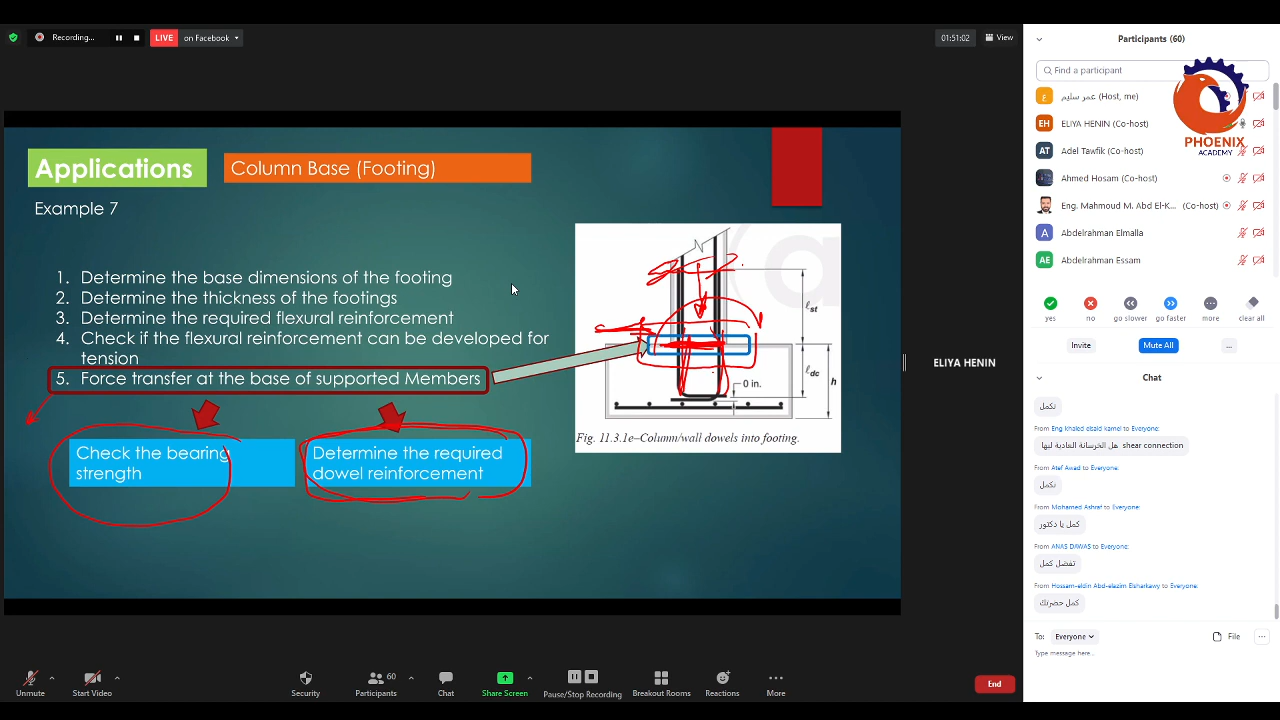 Recording...
LIVE
on Facebook
01:51:02
View
Applications
Column Base (Footing)
Example 7
1. Determine the base dimensions of the footing
2. Determine the thickness of the footings
3. Determine the required flexural reinforcement
4. Check if the flexural reinforcement can be developed for
tension
5. Force transfer at the base of supported Members
Check the bearing
strength
Determine the required
dowel reinforcement
ℓst
ℓdc
h
0 in.
Fig. 11.3.1e–Column/wall dowels into footing.
ELIYA HENIN
Participants (60)
Find a participant
ع
عمر سليم (Host, me)
EH
ELIYA HENIN (Co-host)
AT
Adel Tawfik (Co-host)
Ahmed Hosam (Co-host)
Eng. Mahmoud M. Abd El-K... (Co-host)
A
Abdelrahman Elmalla
AE
Abdelrahman Essam
PHOENIX
ACADEMY
yes
no
go slower
go faster
more
clear all
Invite
Mute All
...
Chat
نكمل
From Eng khaled elsaid kamel to Everyone:
هل الخرسانة العادية ليها shear connection
From Atef Awad to Everyone:
نكمل
From Mohamed Ashraf to Everyone:
كمل يا دكتور
From ANAS DAWAS to Everyone:
تفضل كمل
From Hossam-eldin Abd-elazim Elsharkawy to Everyone:
كمل حضرتك
To:
Everyone
File
Type message here...
Unmute
Start Video
Security
60
Participants
Chat
Share Screen
Pause/Stop Recording
Breakout Rooms
Reactions
More
End